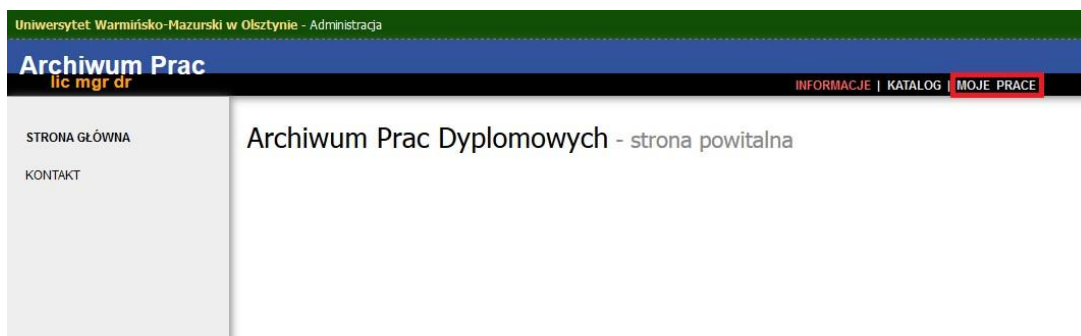 Uniwersytet Warmińsko-Mazurski w Olsztynie - Administracja
Archiwum Prac
lic mgr dr
INFORMACJE | KATALOG | MOJE PRACE
STRONA GŁÓWNA
KONTAKT
Archiwum Prac Dyplomowych - strona powitalna